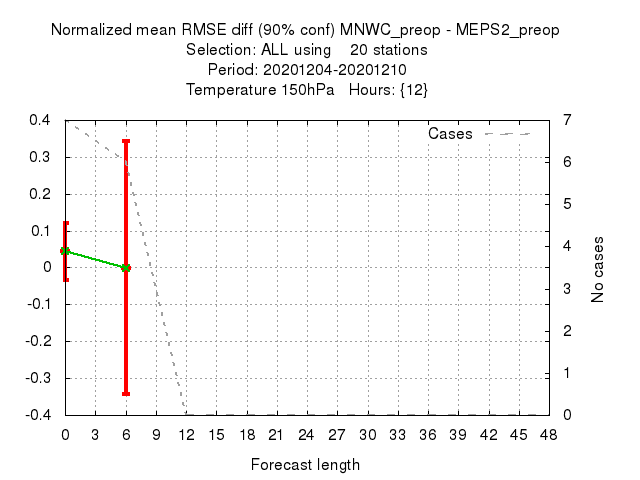 Normalized mean RMSE diff (90% conf) MNWC_preop - MEPS2_preop
Selection: ALL using 20 stations
Period: 20201204-20201210
Temperature 150hPa Hours: {12}
Cases
0.4
0.3
0.2
0.1
0
-0.1
-0.2
-0.3
-0.4
7
6
5
4
3
2
1
0
No cases
0 3 6 9 12 15 18 21 24 27 30 33 36 39 42 45 48
Forecast length